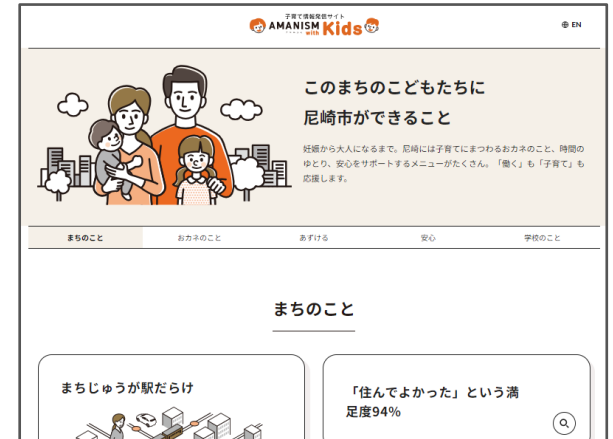 子育て情報発信サイト
AMANISM with Kids
EN
このまちのこどもたちに
尼崎市ができること
妊娠から大人になるまで。尼崎には子育てにまつわるおカネのこと、時間の
ゆとり、安心をサポートするメニューがたくさん。「働く」も「子育て」も
応援します。
まちのこと
おカネのこと
あずける
安心
学校のこと
まちのこと
まちじゅうが駅だらけ
「住んでよかった」という満
足度94%